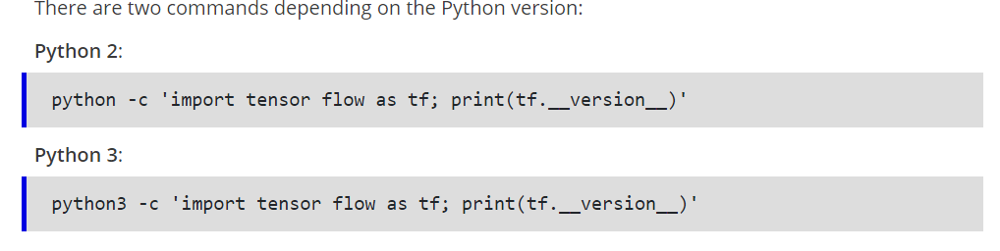 There are two commands depending on the Python version:
Python 2:
python -c 'import tensor flow as tf; print(tf.__version__)'
Python 3:
python3 -c 'import tensor flow as tf; print(tf.__version__)'